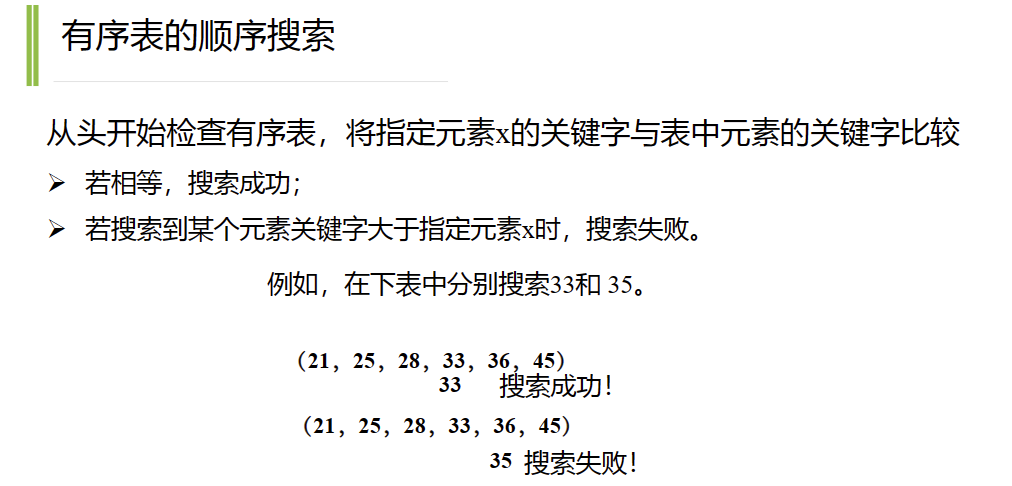 有序表的顺序搜索
从头开始检查有序表，将指定元素x的关键字与表中元素的关键字比较
➢ 若相等，搜索成功；
➢ 若搜索到某个元素关键字大于指定元素x时，搜索失败。
例如，在下表中分别搜索33和 35。
（21，25，28，33，36，45）
33 搜索成功！
（21，25，28，33，36，45）
35 搜索失败！